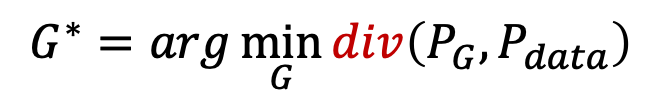 G* = arg min_G div(P_G, P_data)